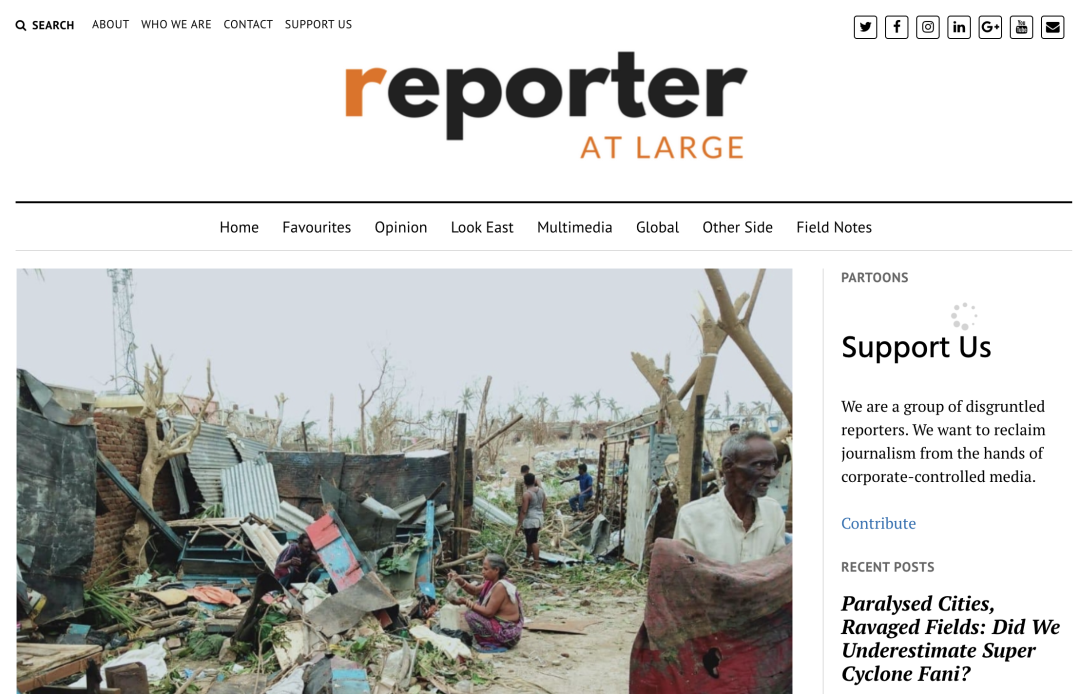 SEARCH ABOUT WHO WE ARE CONTACT SUPPORT US
reporter
AT LARGE
Home Favourites Opinion Look East Multimedia Global Other Side Field Notes
PARTOONS
Support Us
We are a group of disgruntled
reporters. We want to reclaim
journalism from the hands of
corporate-controlled media.
Contribute
RECENT POSTS
Paralysed Cities,
Ravaged Fields: Did We
Underestimate Super
Cyclone Fani?